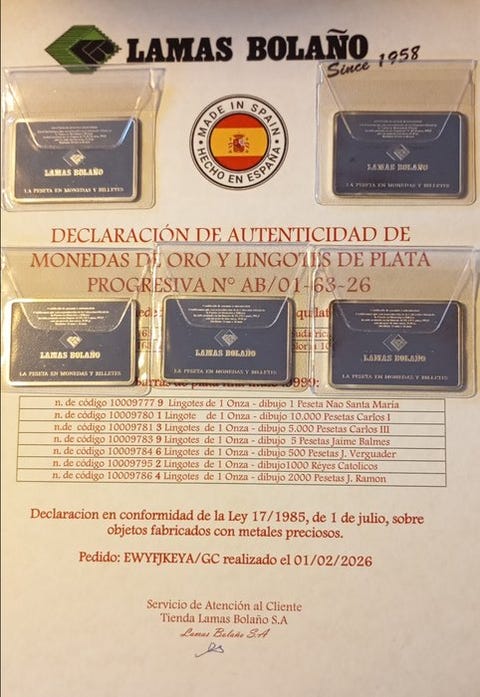 LAMAS BOLAÑO
Since 1958
MADE IN SPAIN
HECHO EN ESPAÑA
LAMAS BOLAÑO
LA PESETA EN MONEDAS Y BILLETES
LAMAS BOLAÑO
LA PESETA EN MONEDAS Y BILLETES
DECLARACIÓN DE AUTENTICIDAD DE
MONEDAS DE ORO Y LINGOTES DE PLATA
PROGRESIVA N° AB/01-63-26
LAMAS BOLAÑO
LA PESETA EN MONEDAS Y BILLETES
LAMAS BOLAÑO
LA PESETA EN MONEDAS Y BILLETES
LAMAS BOLAÑO
LA PESETA EN MONEDAS Y BILLETES
n. de código 10009777 9 Lingotes de 1 Onza - dibujo 1 Peseta Nao Santa María
n. de código 10009780 1 Lingote de 1 Onza - dibujo 10.000 Pesetas Carlos I
n.de código 10009781 3 Lingotes de 1 Onza - dibujo 5.000 Pesetas Carlos III
n. de código 10009783 9 Lingotes de 1 Onza - dibujo 5 Pesetas Jaime Balmes
n. de código 10009784 6 Lingotes de 1 Onza - dibujo 500 Pesetas J. Verguader
n. de código 10009795 2 Lingotes de 1 Onza - dibujo1000 Réyes Catolicos
n. de código 10009786 4 Lingotes de 1 Onza - dibujo 2000 Pesetas J. Ramon
Declaracion en conformidad de la Ley 17/1985, de 1 de julio, sobre
objetos fabricados con metales preciosos.
Pedido: EWYFJKEYA/GC realizado el 01/02/2026
Servicio de Atención al Cliente
Tienda Lamas Bolaño S.A
Lamas Bolaño S.A